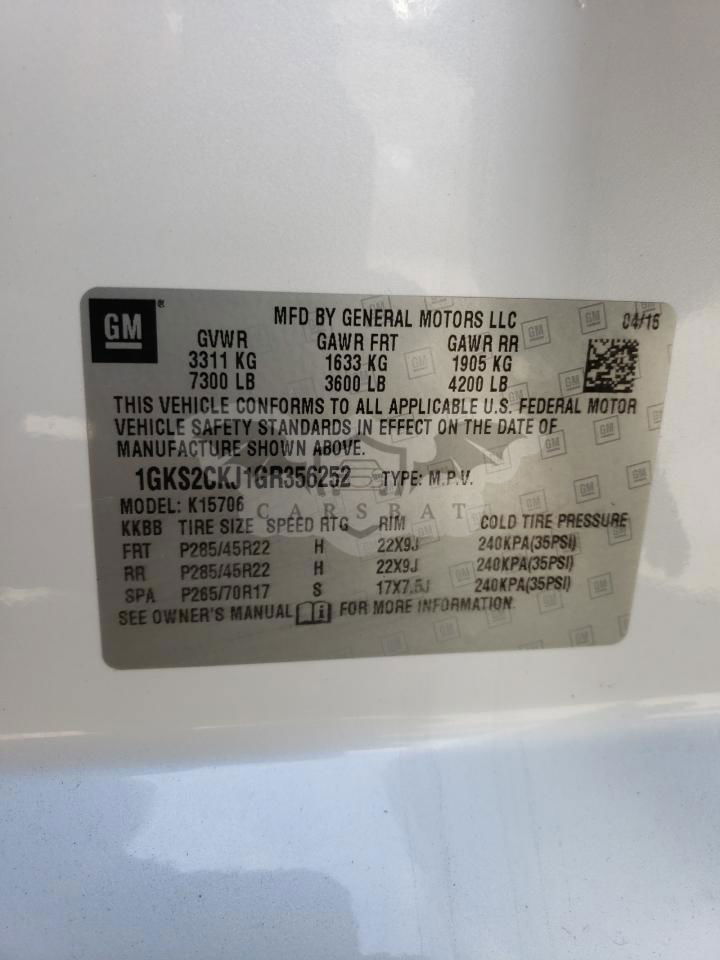 GM
MFD BY GENERAL MOTORS LLC 04/16
GVWR GAWR FRT GAWR RR
3311 KG 1633 KG 1905 KG
7300 LB 3600 LB 4200 LB
THIS VEHICLE CONFORMS TO ALL APPLICABLE U.S. FEDERAL MOTOR
VEHICLE SAFETY STANDARDS IN EFFECT ON THE DATE OF
MANUFACTURE SHOWN ABOVE.
1GKS2CKJ1GR356252 TYPE: M.P.V.
CARSBAT
MODEL: K15706
KKBB TIRE SIZE SPEED RTG RIM COLD TIRE PRESSURE
FRT P285/45R22 H 22X9J 240KPA(35PSI)
RR P285/45R22 H 22X9J 240KPA(35PSI)
SPA P265/70R17 S 17X7.5J 240KPA(35PSI)
SEE OWNER'S MANUAL FOR MORE INFORMATION.